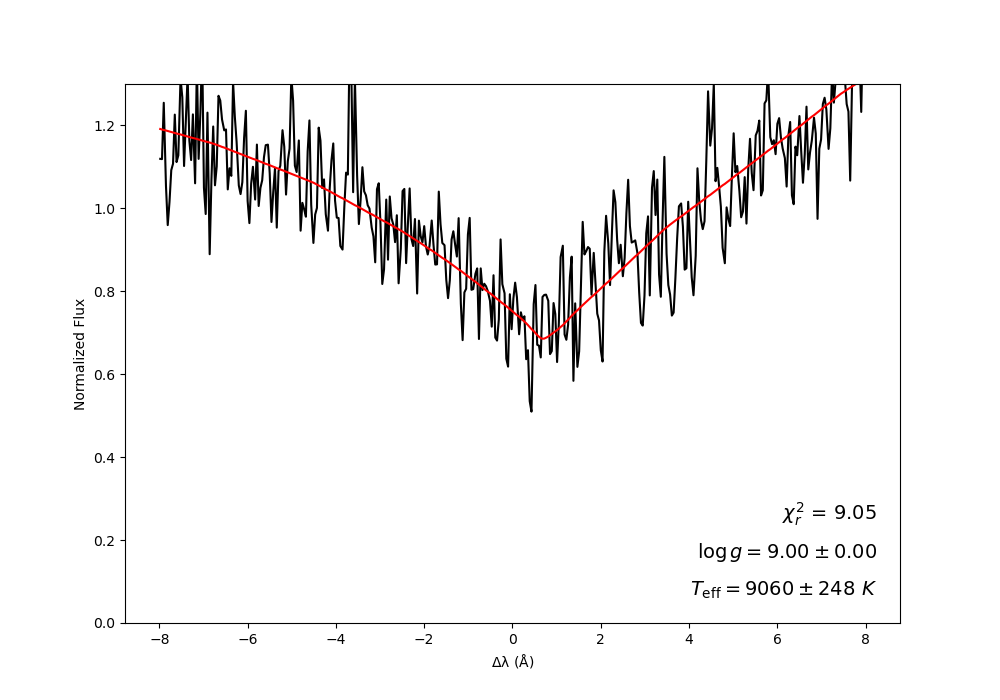 1.2
1.0
0.8
0.6
0.4
0.2
0.0
Normalized Flux
χ²ᵣ = 9.05
log g = 9.00 ± 0.00
T_eff = 9060 ± 248 K
−8 −6 −4 −2 0 2 4 6 8
Δλ (Å)